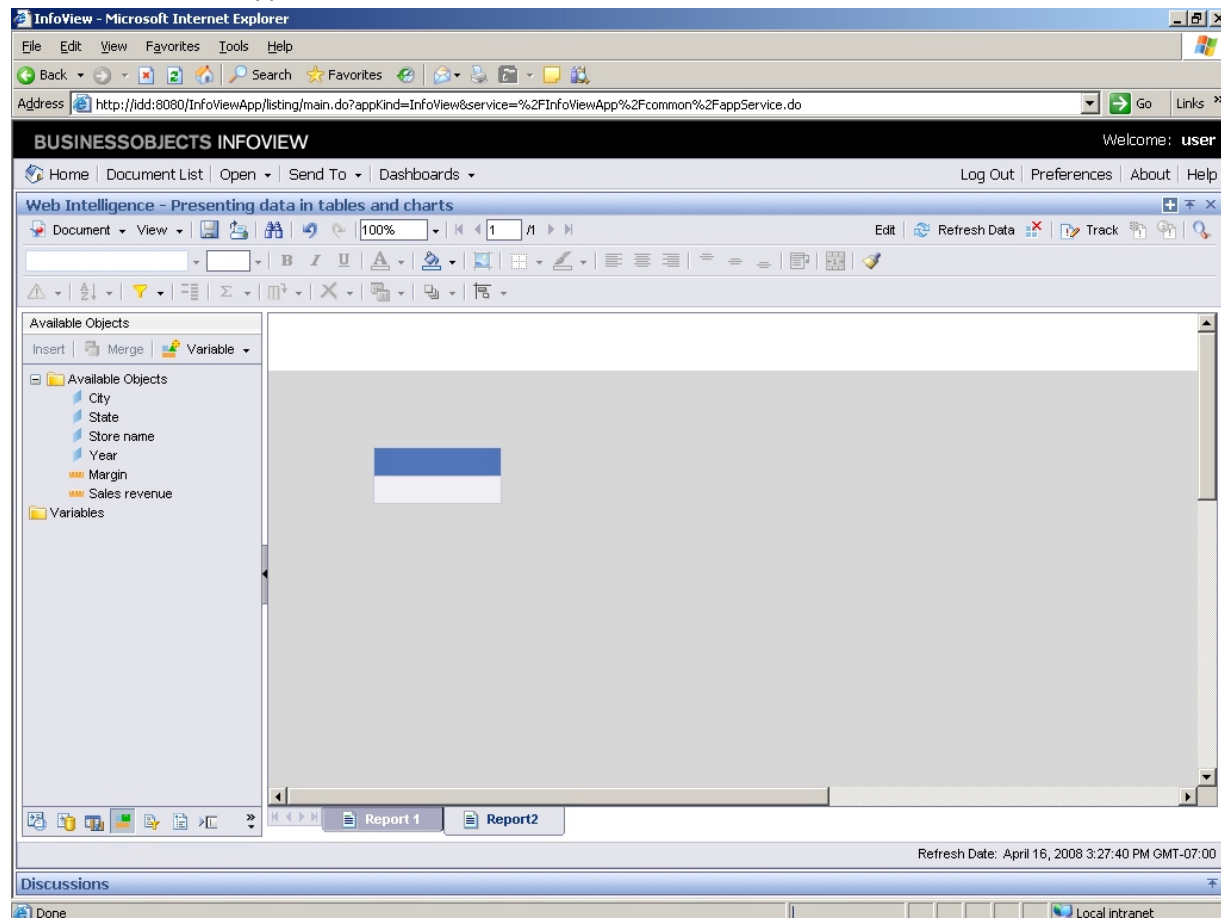 InfoView - Microsoft Internet Explorer
File Edit View Favorites Tools Help
Back Search Favorites
Address http://idd:8080/InfoViewApp/listing/main.do?appKind=InfoView&service=%2FInfoViewApp%2Fcommon%2FappService.do Go Links »
BUSINESSOBJECTS INFOVIEW Welcome: user
Home Document List Open Send To Dashboards Log Out Preferences About Help
Web Intelligence - Presenting data in tables and charts
Document View 100% 1 /1 Edit Refresh Data Track
B I U A
Available Objects
Insert Merge Variable
Available Objects
City
State
Store name
Year
Margin
Sales revenue
Variables
Report 1 Report2
Refresh Date: April 16, 2008 3:27:40 PM GMT-07:00
Discussions
Done Local intranet